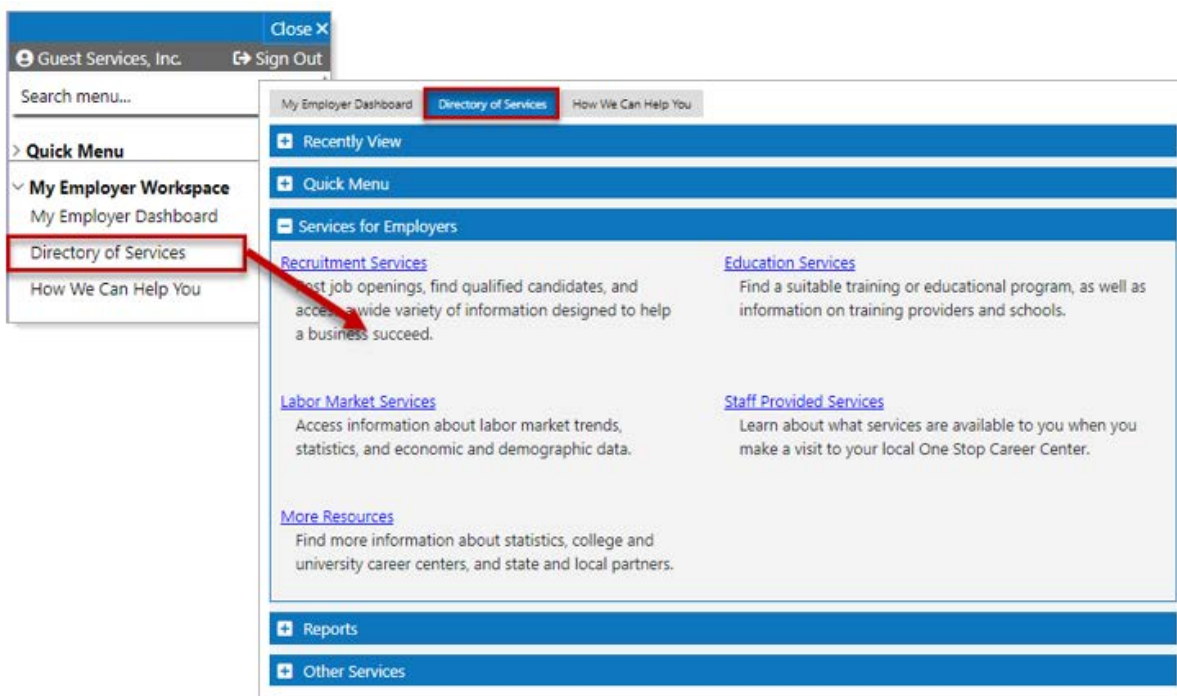 Close ×
Guest Services, Inc. Sign Out
Search menu...
> Quick Menu
My Employer Workspace
My Employer Dashboard
Directory of Services
How We Can Help You
My Employer Dashboard Directory of Services How We Can Help You
Recently View
Quick Menu
Services for Employers
Recruitment Services
Post job openings, find qualified candidates, and
access a wide variety of information designed to help
a business succeed.
Education Services
Find a suitable training or educational program, as well as
information on training providers and schools.
Labor Market Services
Access information about labor market trends,
statistics, and economic and demographic data.
Staff Provided Services
Learn about what services are available to you when you
make a visit to your local One Stop Career Center.
More Resources
Find more information about statistics, college and
university career centers, and state and local partners.
Reports
Other Services